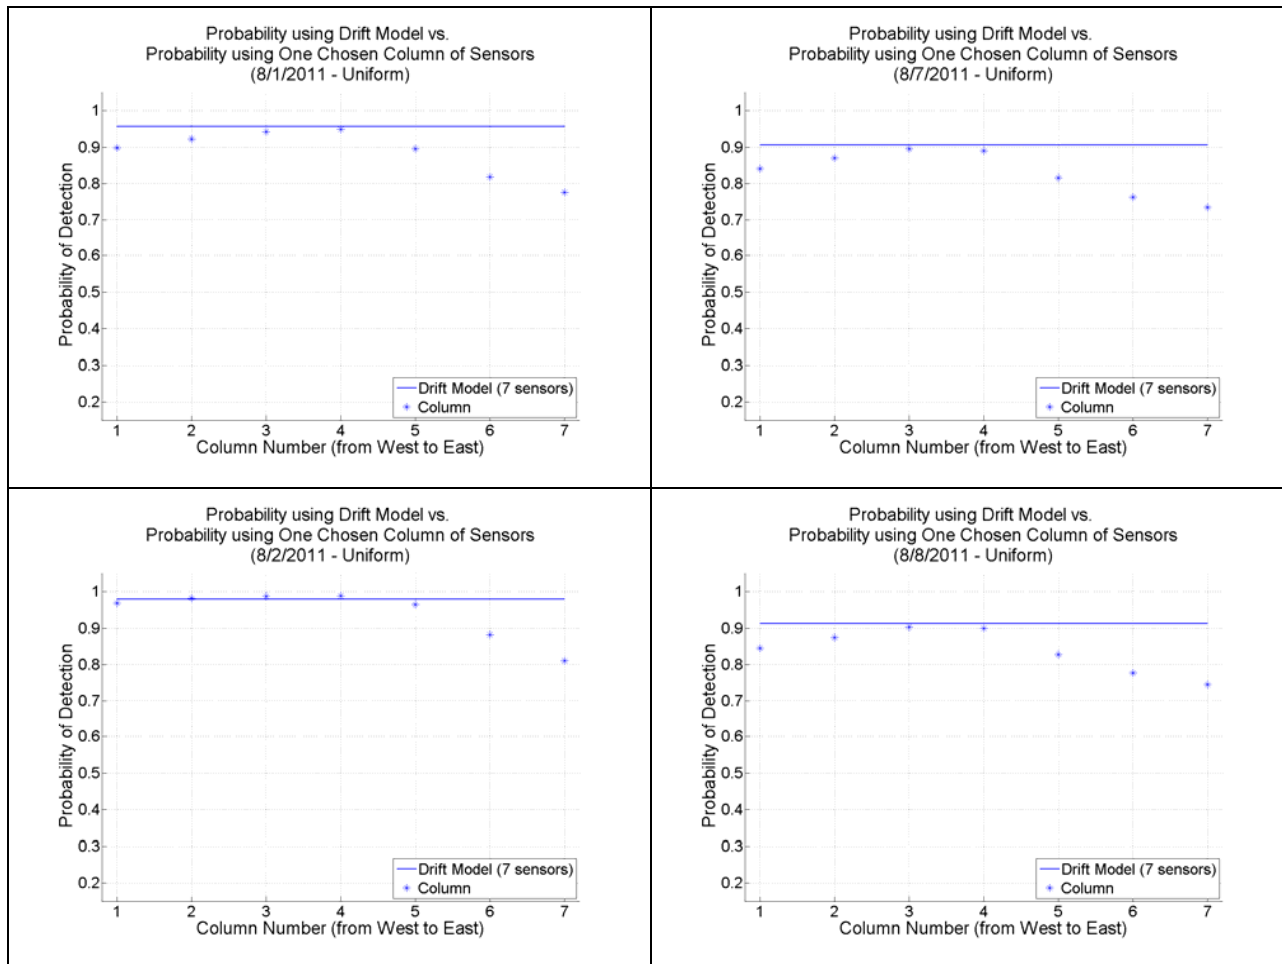 Probability using Drift Model vs.
Probability using One Chosen Column of Sensors
(8/1/2011 - Uniform)
1
0.9
0.8
0.7
0.6
0.5
0.4
0.3
0.2
Probability of Detection
Drift Model (7 sensors)
Column
1 2 3 4 5 6 7
Column Number (from West to East)
Probability using Drift Model vs.
Probability using One Chosen Column of Sensors
(8/7/2011 - Uniform)
1
0.9
0.8
0.7
0.6
0.5
0.4
0.3
0.2
Probability of Detection
Drift Model (7 sensors)
Column
1 2 3 4 5 6 7
Column Number (from West to East)
Probability using Drift Model vs.
Probability using One Chosen Column of Sensors
(8/2/2011 - Uniform)
1
0.9
0.8
0.7
0.6
0.5
0.4
0.3
0.2
Probability of Detection
Drift Model (7 sensors)
Column
1 2 3 4 5 6 7
Column Number (from West to East)
Probability using Drift Model vs.
Probability using One Chosen Column of Sensors
(8/8/2011 - Uniform)
1
0.9
0.8
0.7
0.6
0.5
0.4
0.3
0.2
Probability of Detection
Drift Model (7 sensors)
Column
1 2 3 4 5 6 7
Column Number (from West to East)